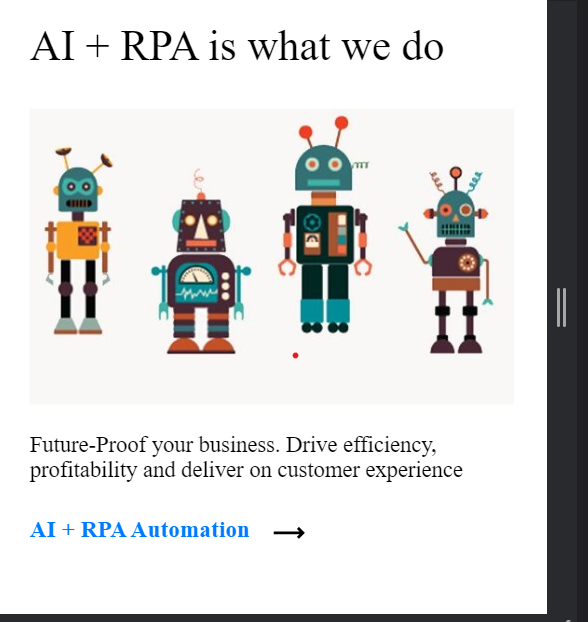 AI + RPA is what we do
Future-Proof your business. Drive efficiency,
profitability and deliver on customer experience
AI + RPA Automation